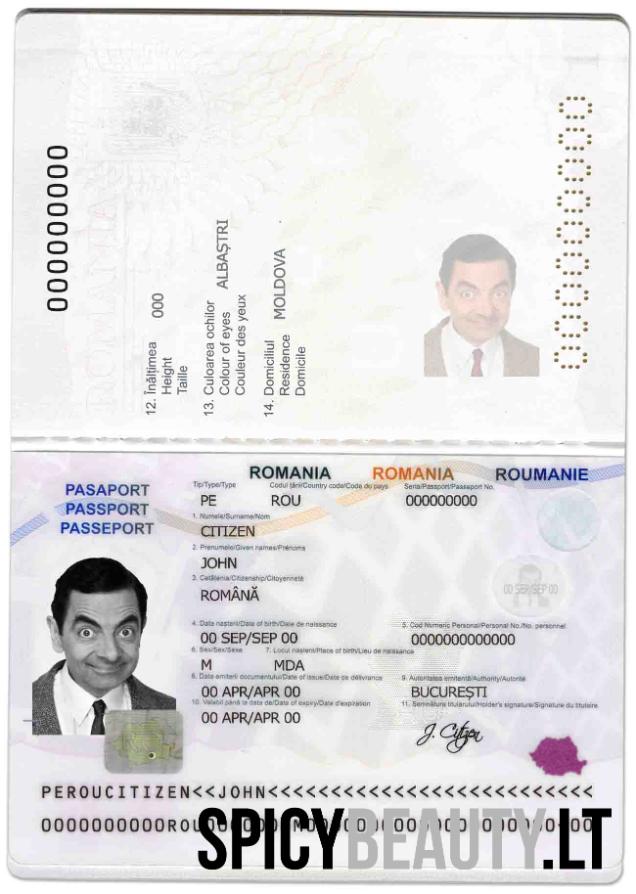 000000000
12. Înălțimea 000
Height
Taille
13. Culoarea ochilor ALBAȘTRI
Colour of eyes
Couleur des yeux
14. Domiciliul MOLDOVA
Residence
Domicile
000000000
ROMANIA ROMANIA ROUMANIE
PASAPORT
PASSPORT
PASSEPORT
Tip/Type/Type Codul țării/Country code/Code du pays Seria/Passport/Passeport No.
PE ROU 000000000
1. Numele/Surname/Nom
CITIZEN
2. Prenumele/Given names/Prénoms
JOHN
3. Cetățenia/Citizenship/Citoyenneté
ROMÂNĂ
00 SEP/SEP 00
4. Data nașterii/Date of birth/Date de naissance 5. Cod Numeric Personal/Personal No./No. personnel
00 SEP/SEP 00 0000000000000
6. Sex/Sex/Sexe 7. Locul nașterii/Place of birth/Lieu de naissance
M MDA
8. Data emiterii documentului/Date of issue/Date de délivrance 9. Autoritatea emitentă/Authority/Autorité
00 APR/APR 00 BUCUREȘTI
10. Valabil până la data de/Date of expiry/Date d'expiration 11. Semnătura titularului/Holder's signature/Signature du titulaire
00 APR/APR 00
J. Citizen
PEROUCITIZEN<<JOHN<<<<<<<<<<<<<<<<<<<<<<<<<<
SPICYBEAUTY.LT